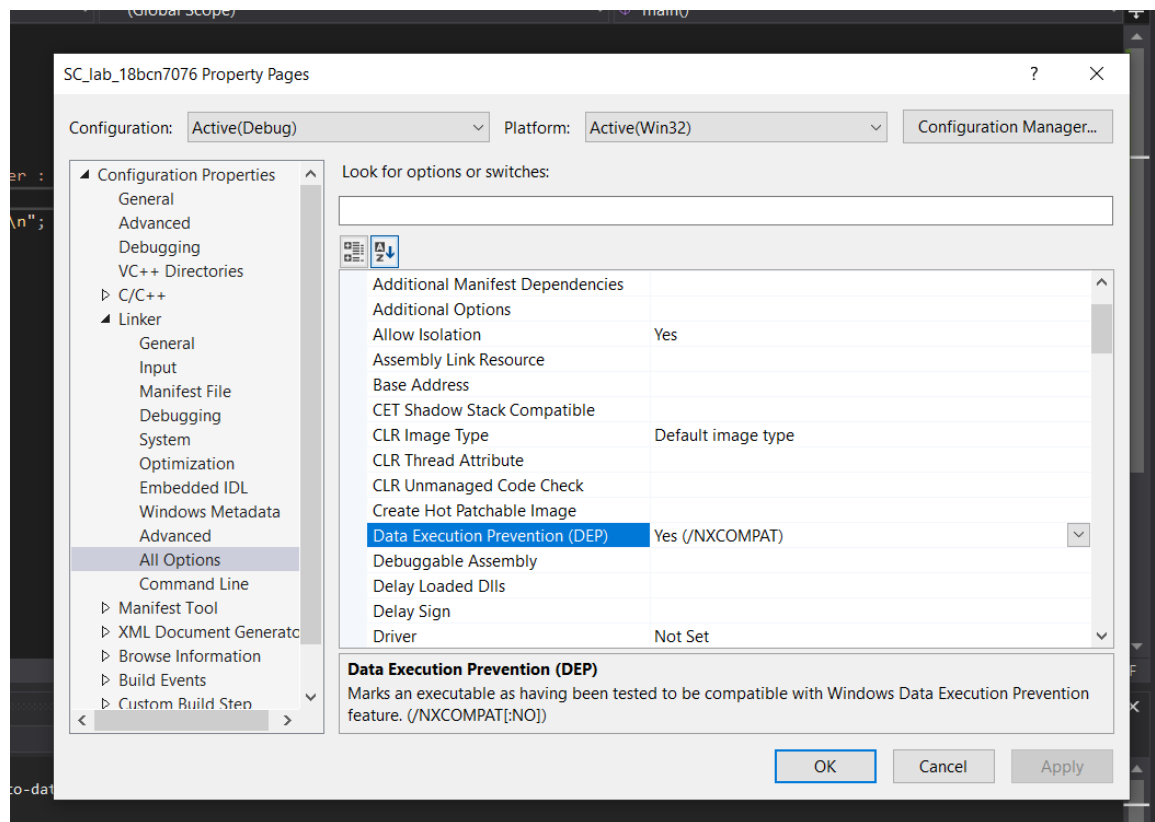 (Global Scope)
main()
SC_lab_18bcn7076 Property Pages
?
Configuration: Active(Debug) Platform: Active(Win32) Configuration Manager...
er :
\n";
Configuration Properties
General
Advanced
Debugging
VC++ Directories
C/C++
Linker
General
Input
Manifest File
Debugging
System
Optimization
Embedded IDL
Windows Metadata
Advanced
All Options
Command Line
Manifest Tool
XML Document Generato
Browse Information
Build Events
Custom Build Step
Look for options or switches:
Additional Manifest Dependencies
Additional Options
Allow Isolation Yes
Assembly Link Resource
Base Address
CET Shadow Stack Compatible
CLR Image Type Default image type
CLR Thread Attribute
CLR Unmanaged Code Check
Create Hot Patchable Image
Data Execution Prevention (DEP) Yes (/NXCOMPAT)
Debuggable Assembly
Delay Loaded Dlls
Delay Sign
Driver Not Set
Data Execution Prevention (DEP)
Marks an executable as having been tested to be compatible with Windows Data Execution Prevention
feature. (/NXCOMPAT[:NO])
OK Cancel Apply
to-dat